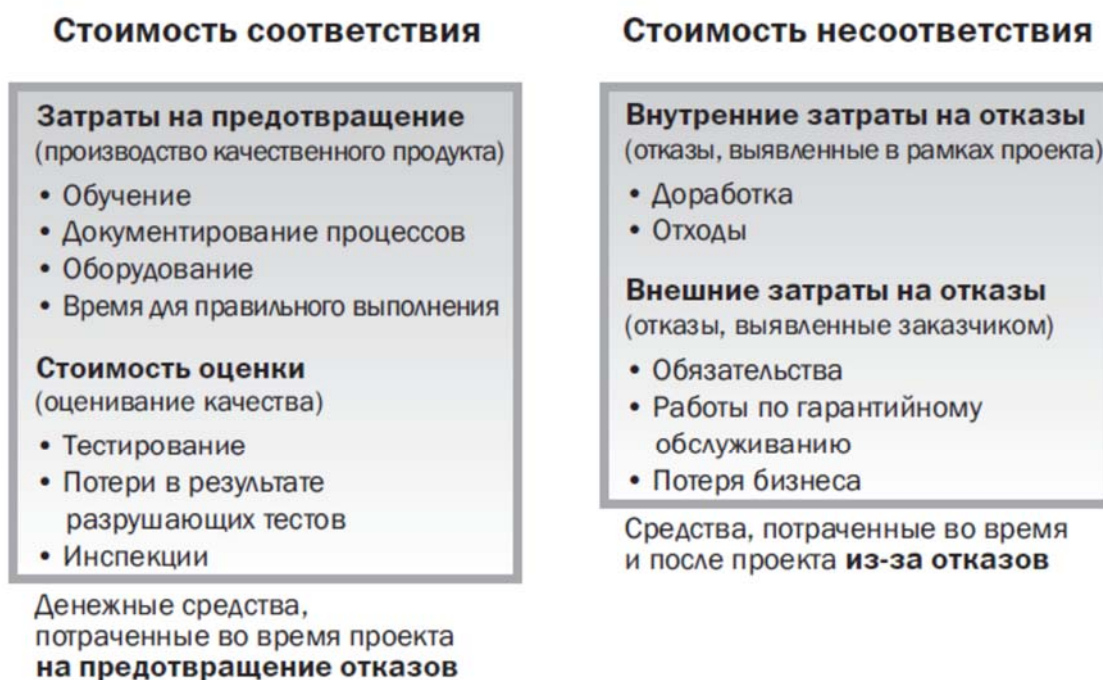 Стоимость соответствия
Затраты на предотвращение
(производство качественного продукта)
• Обучение
• Документирование процессов
• Оборудование
• Время для правильного выполнения
Стоимость оценки
(оценивание качества)
• Тестирование
• Потери в результате
разрушающих тестов
• Инспекции
Денежные средства,
потраченные во время проекта
на предотвращение отказов
Стоимость несоответствия
Внутренние затраты на отказы
(отказы, выявленные в рамках проекта)
• Доработка
• Отходы
Внешние затраты на отказы
(отказы, выявленные заказчиком)
• Обязательства
• Работы по гарантийному
обслуживанию
• Потеря бизнеса
Средства, потраченные во время
и после проекта из-за отказов